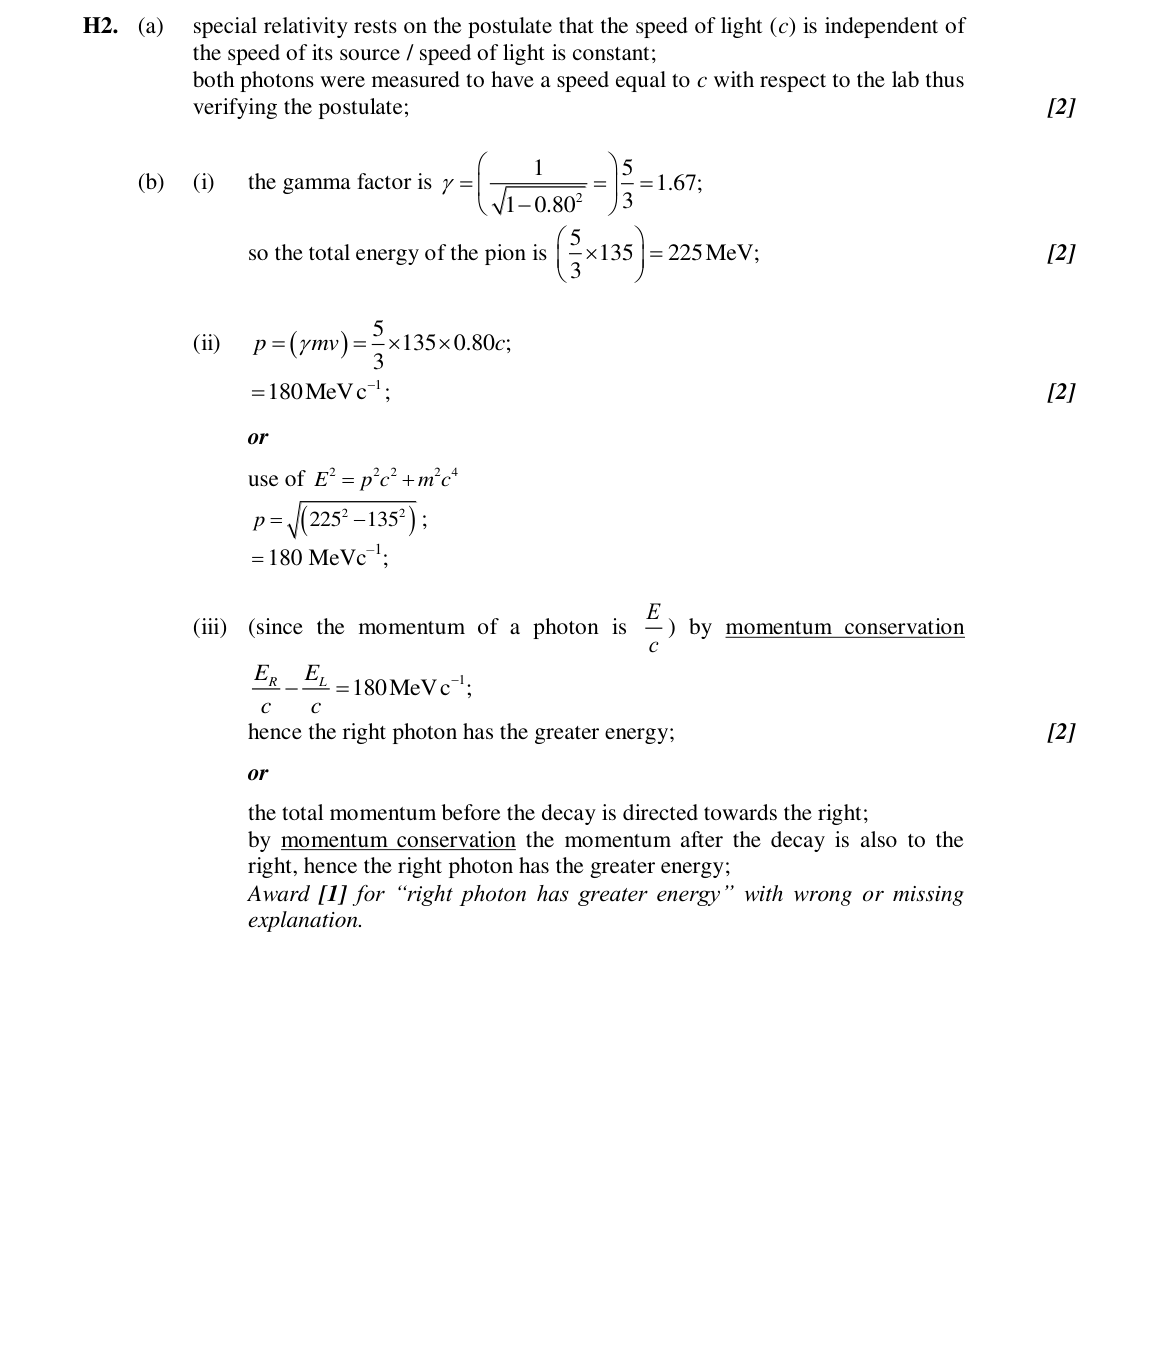 H2. (a) special relativity rests on the postulate that the speed of light (c) is independent of
the speed of its source / speed of light is constant;
both photons were measured to have a speed equal to c with respect to the lab thus
verifying the postulate; [2]
(b) (i) the gamma factor is γ = ( 1 / √(1−0.80²) = ) 5/3 = 1.67;
so the total energy of the pion is ( 5/3 ×135 ) = 225 MeV; [2]
(ii) p = (γmv) = 5/3 ×135×0.80c;
= 180 MeV c⁻¹; [2]
or
use of E² = p²c² + m²c⁴
p = √(225² − 135²) ;
= 180 MeVc⁻¹;
(iii) (since the momentum of a photon is E/c ) by momentum conservation
E_R/c − E_L/c = 180 MeV c⁻¹;
hence the right photon has the greater energy; [2]
or
the total momentum before the decay is directed towards the right;
by momentum conservation the momentum after the decay is also to the
right, hence the right photon has the greater energy;
Award [1] for “right photon has greater energy” with wrong or missing
explanation.